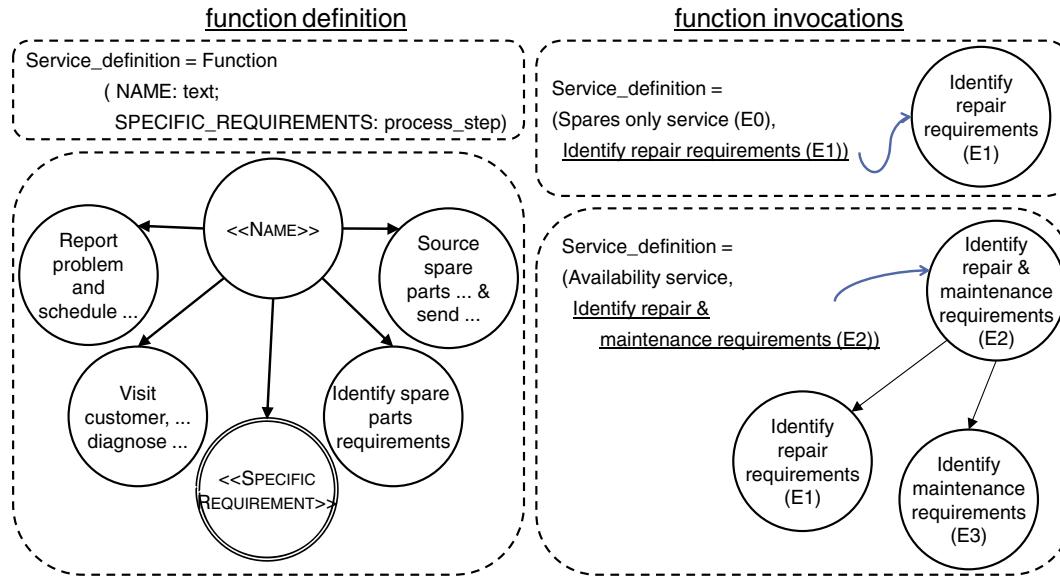 function definition
Service_definition = Function
( NAME: text;
SPECIFIC_REQUIREMENTS: process_step)
<<NAME>>
Report
problem
and
schedule ...
Source
spare
parts ... &
send ...
Visit
customer, ...
diagnose ...
Identify spare
parts
requirements
<<SPECIFIC
REQUIREMENT>>
function invocations
Service_definition =
(Spares only service (E0),
Identify repair requirements (E1))
Identify
repair
requirements
(E1)
Service_definition =
(Availability service,
Identify repair &
maintenance requirements (E2))
Identify
repair &
maintenance
requirements
(E2)
Identify
repair
requirements
(E1)
Identify
maintenance
requirements
(E3)